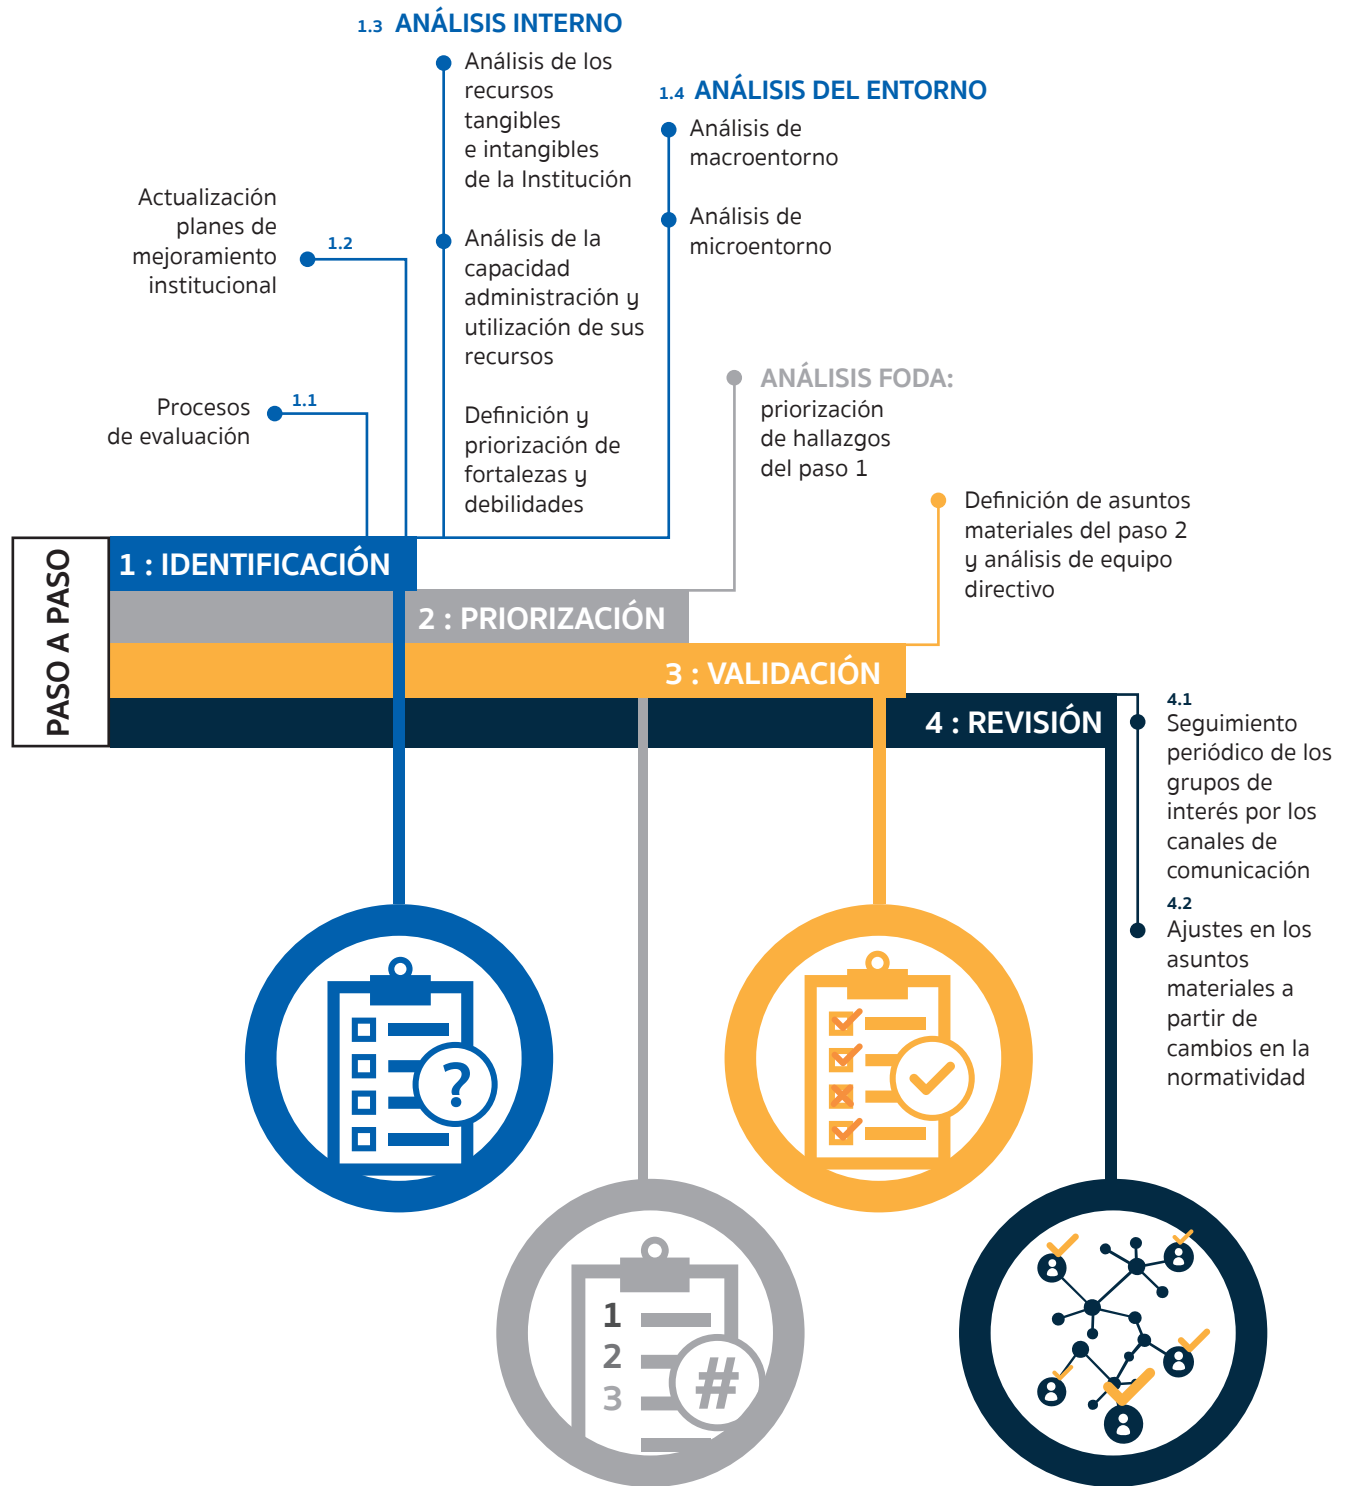 1.3 ANÁLISIS INTERNO
Análisis de los
recursos
tangibles
e intangibles
de la Institución
Análisis de la
capacidad
administración y
utilización de sus
recursos
Definición y
priorización de
fortalezas y
debilidades
1.4 ANÁLISIS DEL ENTORNO
Análisis de
macroentorno
Análisis de
microentorno
Actualización
planes de
mejoramiento
institucional
1.2
Procesos
de evaluación
1.1
ANÁLISIS FODA:
priorización
de hallazgos
del paso 1
Definición de asuntos
materiales del paso 2
y análisis de equipo
directivo
PASO A PASO
1 : IDENTIFICACIÓN
2 : PRIORIZACIÓN
3 : VALIDACIÓN
4 : REVISIÓN
4.1
Seguimiento
periódico de los
grupos de
interés por los
canales de
comunicación
4.2
Ajustes en los
asuntos
materiales a
partir de
cambios en la
normatividad
?
1
2
3
#